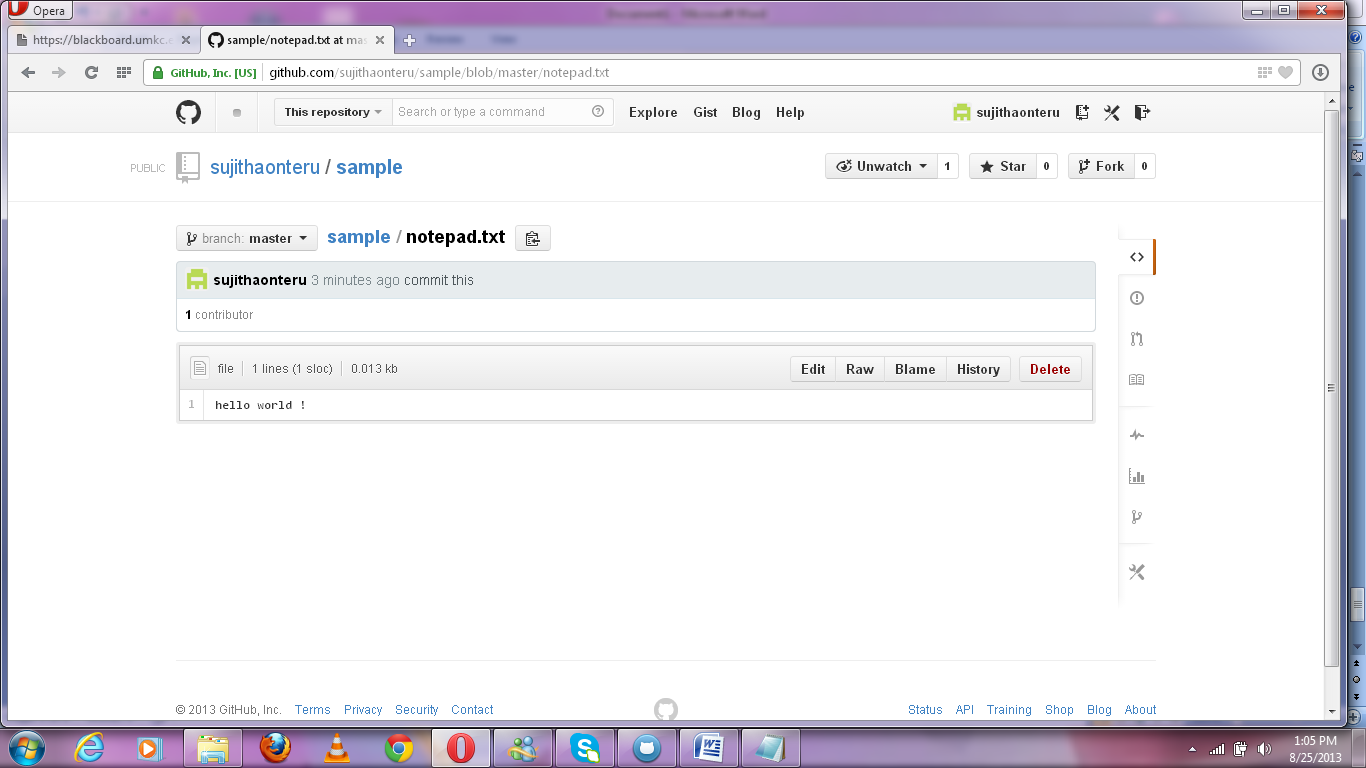 Opera
https://blackboard.umkc.e
sample/notepad.txt at mas
GitHub, Inc. [US]
github.com/sujithaonteru/sample/blob/master/notepad.txt
This repository
Search or type a command
Explore
Gist
Blog
Help
sujithaonteru
PUBLIC
sujithaonteru / sample
Unwatch
1
Star
0
Fork
0
branch: master
sample / notepad.txt
sujithaonteru 3 minutes ago commit this
1 contributor
file
1 lines (1 sloc)
0.013 kb
Edit
Raw
Blame
History
Delete
1
hello world !
© 2013 GitHub, Inc.
Terms
Privacy
Security
Contact
Status
API
Training
Shop
Blog
About
1:05 PM
8/25/2013